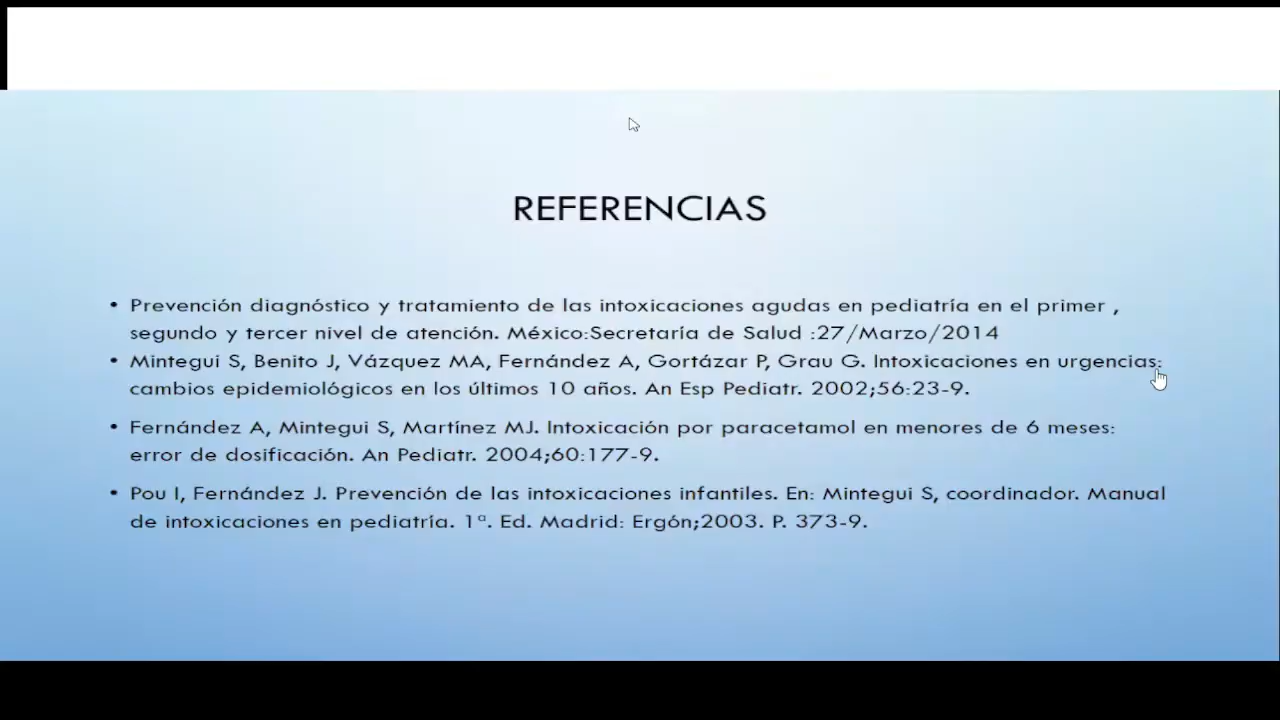 REFERENCIAS
• Prevención diagnóstico y tratamiento de las intoxicaciones agudas en pediatría en el primer ,
segundo y tercer nivel de atención. México:Secretaría de Salud :27/Marzo/2014
• Mintegui S, Benito J, Vázquez MA, Fernández A, Gortázar P, Grau G. Intoxicaciones en urgencias:
cambios epidemiológicos en los últimos 10 años. An Esp Pediatr. 2002;56:23-9.
• Fernández A, Mintegui S, Martínez MJ. Intoxicación por paracetamol en menores de 6 meses:
error de dosificación. An Pediatr. 2004;60:177-9.
• Pou I, Fernández J. Prevención de las intoxicaciones infantiles. En: Mintegui S, coordinador. Manual
de intoxicaciones en pediatría. 1ª. Ed. Madrid: Ergón;2003. P. 373-9.